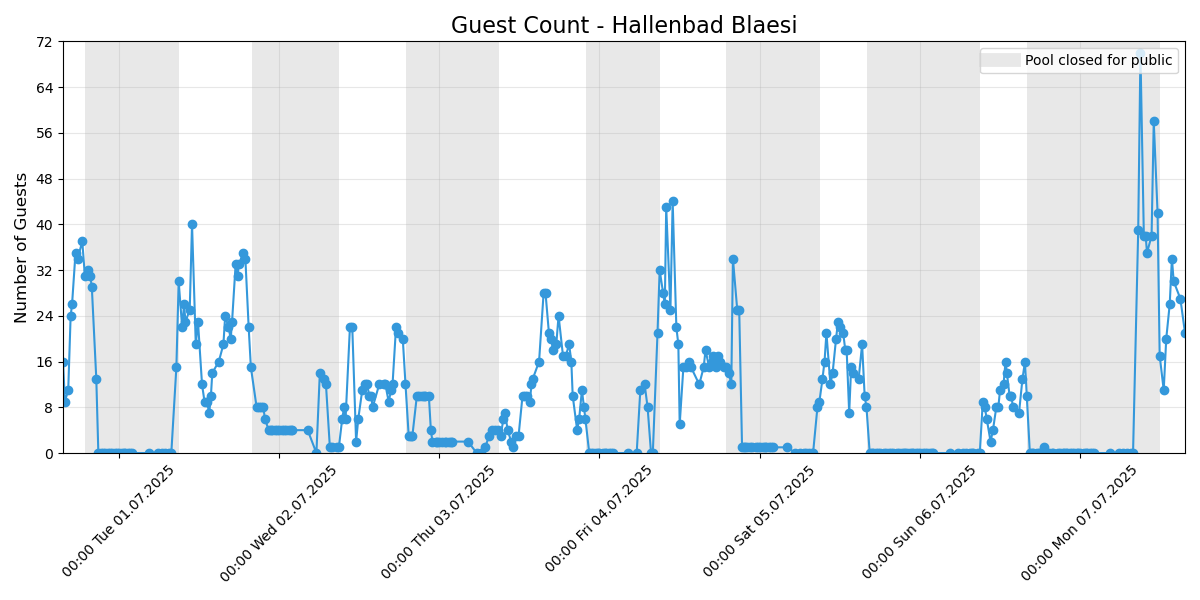 Guest Count - Hallenbad Blaesi
Number of Guests
72
64
56
48
40
32
24
16
8
0
Pool closed for public
00:00 Tue 01.07.2025
00:00 Wed 02.07.2025
00:00 Thu 03.07.2025
00:00 Fri 04.07.2025
00:00 Sat 05.07.2025
00:00 Sun 06.07.2025
00:00 Mon 07.07.2025